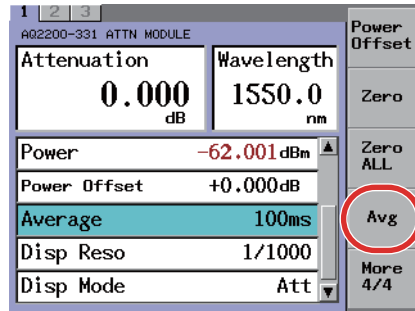 1 2 3
AQ2200-331 ATTN MODULE
Attenuation
0.000
dB
Wavelength
1550.0
nm
Power -62.001dBm
Power Offset +0.000dB
Average 100ms
Disp Reso 1/1000
Disp Mode Att
Power
Offset
Zero
Zero
ALL
Avg
More
4/4